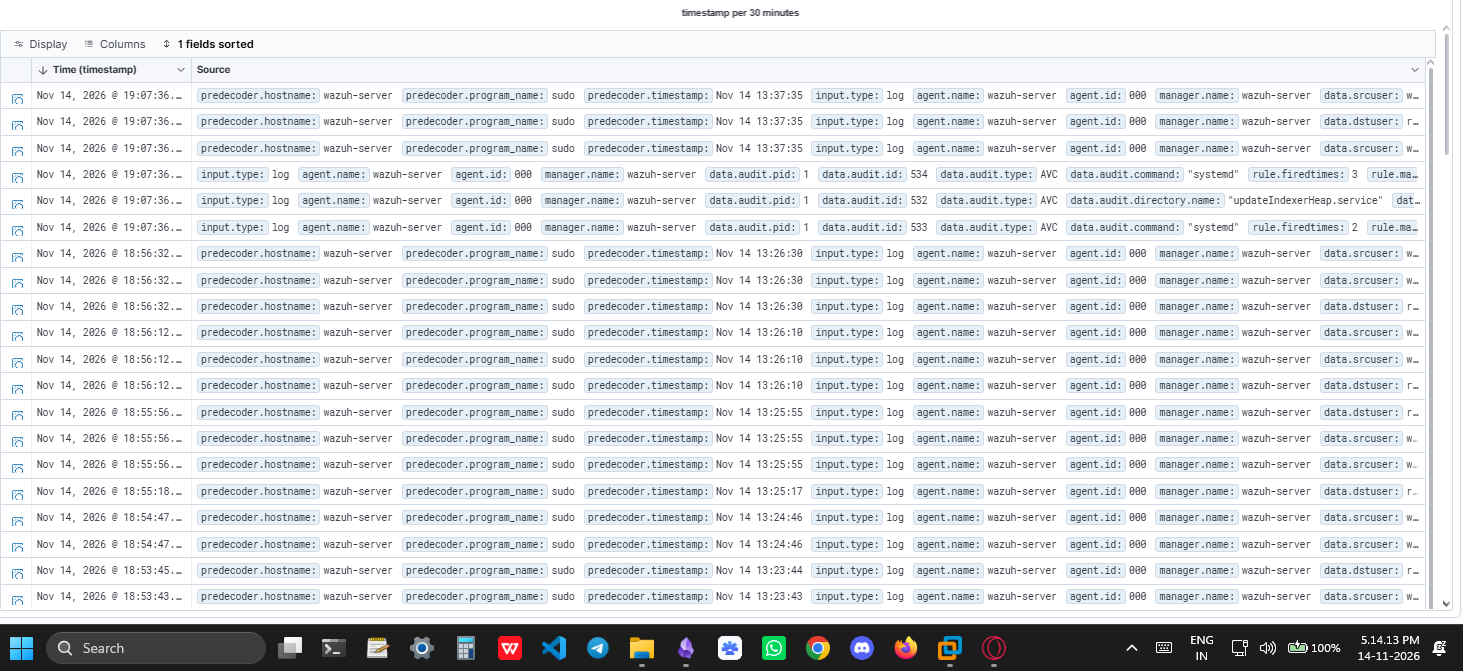 timestamp per 30 minutes
Display Columns 1 fields sorted
Time (timestamp) Source
Nov 14, 2026 @ 19:07:36.… predecoder.hostname: wazuh-server predecoder.program_name: sudo predecoder.timestamp: Nov 14 13:37:35 input.type: log agent.name: wazuh-server agent.id: 000 manager.name: wazuh-server data.srcuser: w…
Nov 14, 2026 @ 19:07:36.… predecoder.hostname: wazuh-server predecoder.program_name: sudo predecoder.timestamp: Nov 14 13:37:35 input.type: log agent.name: wazuh-server agent.id: 000 manager.name: wazuh-server data.dstuser: r…
Nov 14, 2026 @ 19:07:36.… predecoder.hostname: wazuh-server predecoder.program_name: sudo predecoder.timestamp: Nov 14 13:37:35 input.type: log agent.name: wazuh-server agent.id: 000 manager.name: wazuh-server data.srcuser: w…
Nov 14, 2026 @ 19:07:36.… input.type: log agent.name: wazuh-server agent.id: 000 manager.name: wazuh-server data.audit.pid: 1 data.audit.id: 534 data.audit.type: AVC data.audit.command: "systemd" rule.firedtimes: 3 rule.ma…
Nov 14, 2026 @ 19:07:36.… input.type: log agent.name: wazuh-server agent.id: 000 manager.name: wazuh-server data.audit.pid: 1 data.audit.id: 532 data.audit.type: AVC data.audit.directory.name: "updateIndexerHeap.service" dat…
Nov 14, 2026 @ 19:07:36.… input.type: log agent.name: wazuh-server agent.id: 000 manager.name: wazuh-server data.audit.pid: 1 data.audit.id: 533 data.audit.type: AVC data.audit.command: "systemd" rule.firedtimes: 2 rule.ma…
Nov 14, 2026 @ 18:56:32.… predecoder.hostname: wazuh-server predecoder.program_name: sudo predecoder.timestamp: Nov 14 13:26:30 input.type: log agent.name: wazuh-server agent.id: 000 manager.name: wazuh-server data.srcuser: w…
Nov 14, 2026 @ 18:56:32.… predecoder.hostname: wazuh-server predecoder.program_name: sudo predecoder.timestamp: Nov 14 13:26:30 input.type: log agent.name: wazuh-server agent.id: 000 manager.name: wazuh-server data.srcuser: w…
Nov 14, 2026 @ 18:56:32.… predecoder.hostname: wazuh-server predecoder.program_name: sudo predecoder.timestamp: Nov 14 13:26:30 input.type: log agent.name: wazuh-server agent.id: 000 manager.name: wazuh-server data.dstuser: r…
Nov 14, 2026 @ 18:56:12.… predecoder.hostname: wazuh-server predecoder.program_name: sudo predecoder.timestamp: Nov 14 13:26:10 input.type: log agent.name: wazuh-server agent.id: 000 manager.name: wazuh-server data.srcuser: w…
Nov 14, 2026 @ 18:56:12.… predecoder.hostname: wazuh-server predecoder.program_name: sudo predecoder.timestamp: Nov 14 13:26:10 input.type: log agent.name: wazuh-server agent.id: 000 manager.name: wazuh-server data.srcuser: w…
Nov 14, 2026 @ 18:56:12.… predecoder.hostname: wazuh-server predecoder.program_name: sudo predecoder.timestamp: Nov 14 13:26:10 input.type: log agent.name: wazuh-server agent.id: 000 manager.name: wazuh-server data.dstuser: r…
Nov 14, 2026 @ 18:55:56.… predecoder.hostname: wazuh-server predecoder.program_name: sudo predecoder.timestamp: Nov 14 13:25:55 input.type: log agent.name: wazuh-server agent.id: 000 manager.name: wazuh-server data.dstuser: r…
Nov 14, 2026 @ 18:55:56.… predecoder.hostname: wazuh-server predecoder.program_name: sudo predecoder.timestamp: Nov 14 13:25:55 input.type: log agent.name: wazuh-server agent.id: 000 manager.name: wazuh-server data.srcuser: w…
Nov 14, 2026 @ 18:55:56.… predecoder.hostname: wazuh-server predecoder.program_name: sudo predecoder.timestamp: Nov 14 13:25:55 input.type: log agent.name: wazuh-server agent.id: 000 manager.name: wazuh-server data.srcuser: w…
Nov 14, 2026 @ 18:55:18.… predecoder.hostname: wazuh-server predecoder.program_name: sudo predecoder.timestamp: Nov 14 13:25:17 input.type: log agent.name: wazuh-server agent.id: 000 manager.name: wazuh-server data.dstuser: r…
Nov 14, 2026 @ 18:54:47.… predecoder.hostname: wazuh-server predecoder.program_name: sudo predecoder.timestamp: Nov 14 13:24:46 input.type: log agent.name: wazuh-server agent.id: 000 manager.name: wazuh-server data.srcuser: w…
Nov 14, 2026 @ 18:54:47.… predecoder.hostname: wazuh-server predecoder.program_name: sudo predecoder.timestamp: Nov 14 13:24:46 input.type: log agent.name: wazuh-server agent.id: 000 manager.name: wazuh-server data.srcuser: w…
Nov 14, 2026 @ 18:53:45.… predecoder.hostname: wazuh-server predecoder.program_name: sudo predecoder.timestamp: Nov 14 13:23:44 input.type: log agent.name: wazuh-server agent.id: 000 manager.name: wazuh-server data.dstuser: r…
Nov 14, 2026 @ 18:53:43.… predecoder.hostname: wazuh-server predecoder.program_name: sudo predecoder.timestamp: Nov 14 13:23:43 input.type: log agent.name: wazuh-server agent.id: 000 manager.name: wazuh-server data.srcuser: w…
Search
ENG
IN
100%
5.14.13 PM
14-11-2026